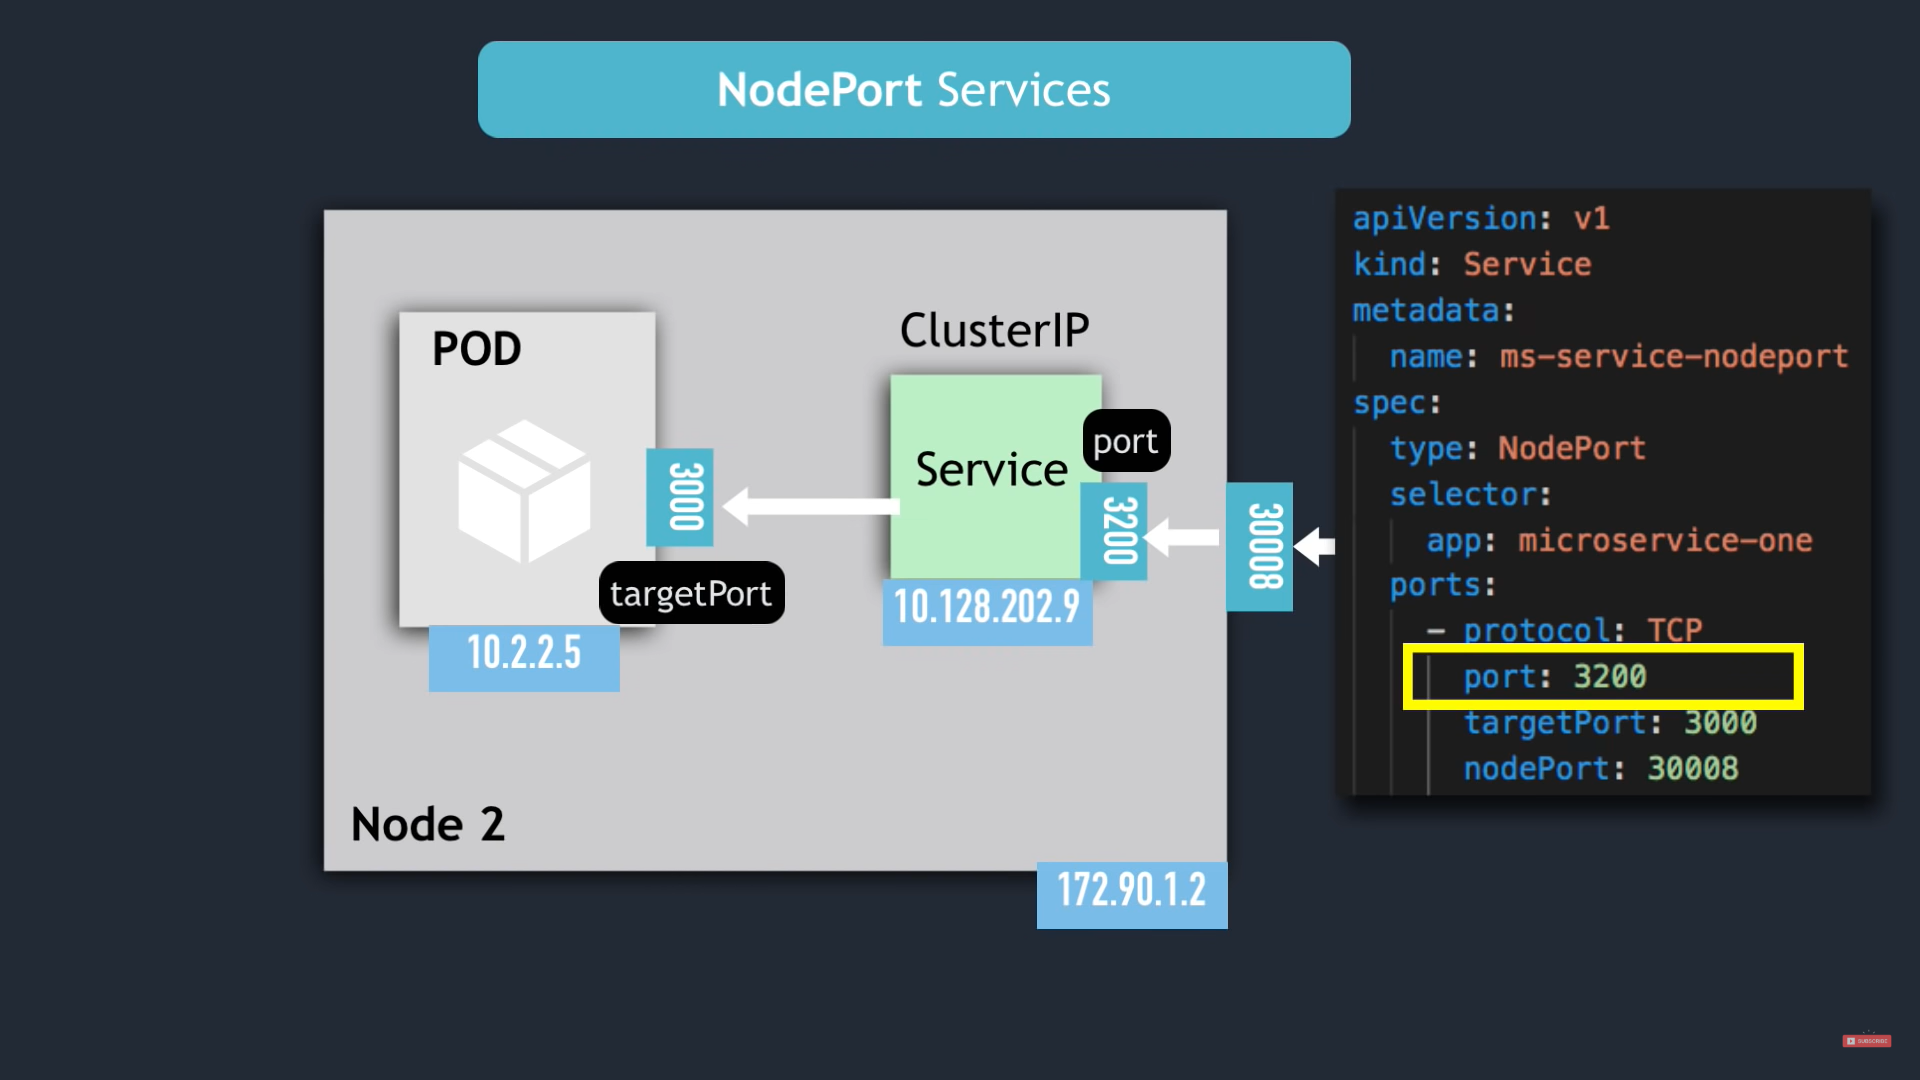 NodePort Services
POD
3000
targetPort
10.2.2.5
ClusterIP
Service
port
3200
10.128.202.9
30008
Node 2
172.90.1.2
apiVersion: v1
kind: Service
metadata:
name: ms-service-nodeport
spec:
type: NodePort
selector:
app: microservice-one
ports:
- protocol: TCP
port: 3200
targetPort: 3000
nodePort: 30008
SUBSCRIBE